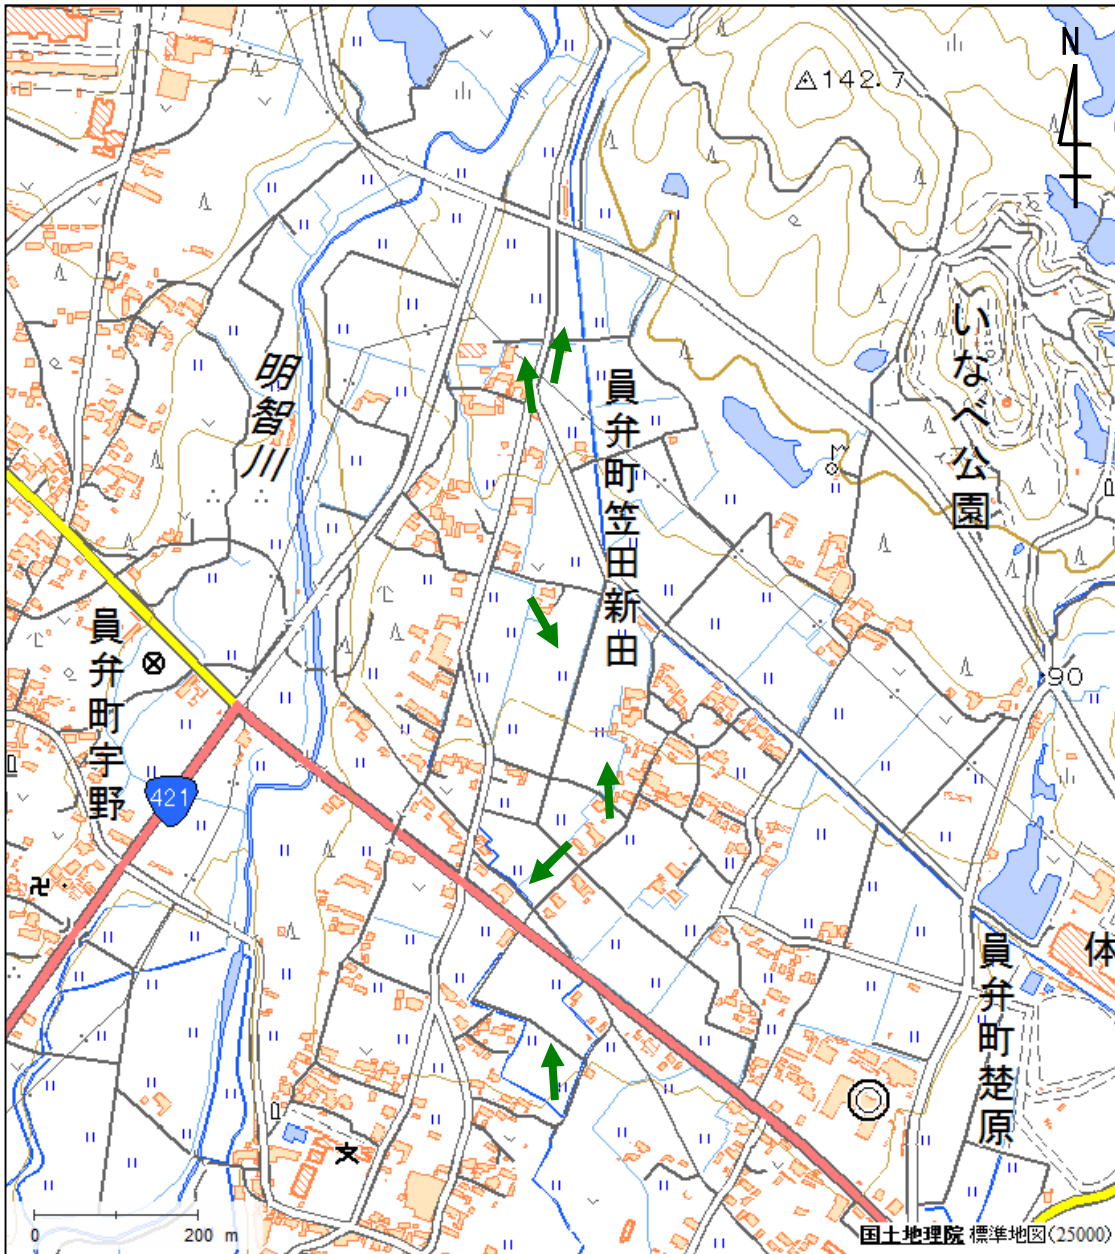 142.7
N
いなべ公園
明智川
員弁町笠田新田
員弁町宇野
90
421
員弁町楚原
体
0
200 m
国土地理院 標準地図(25000)